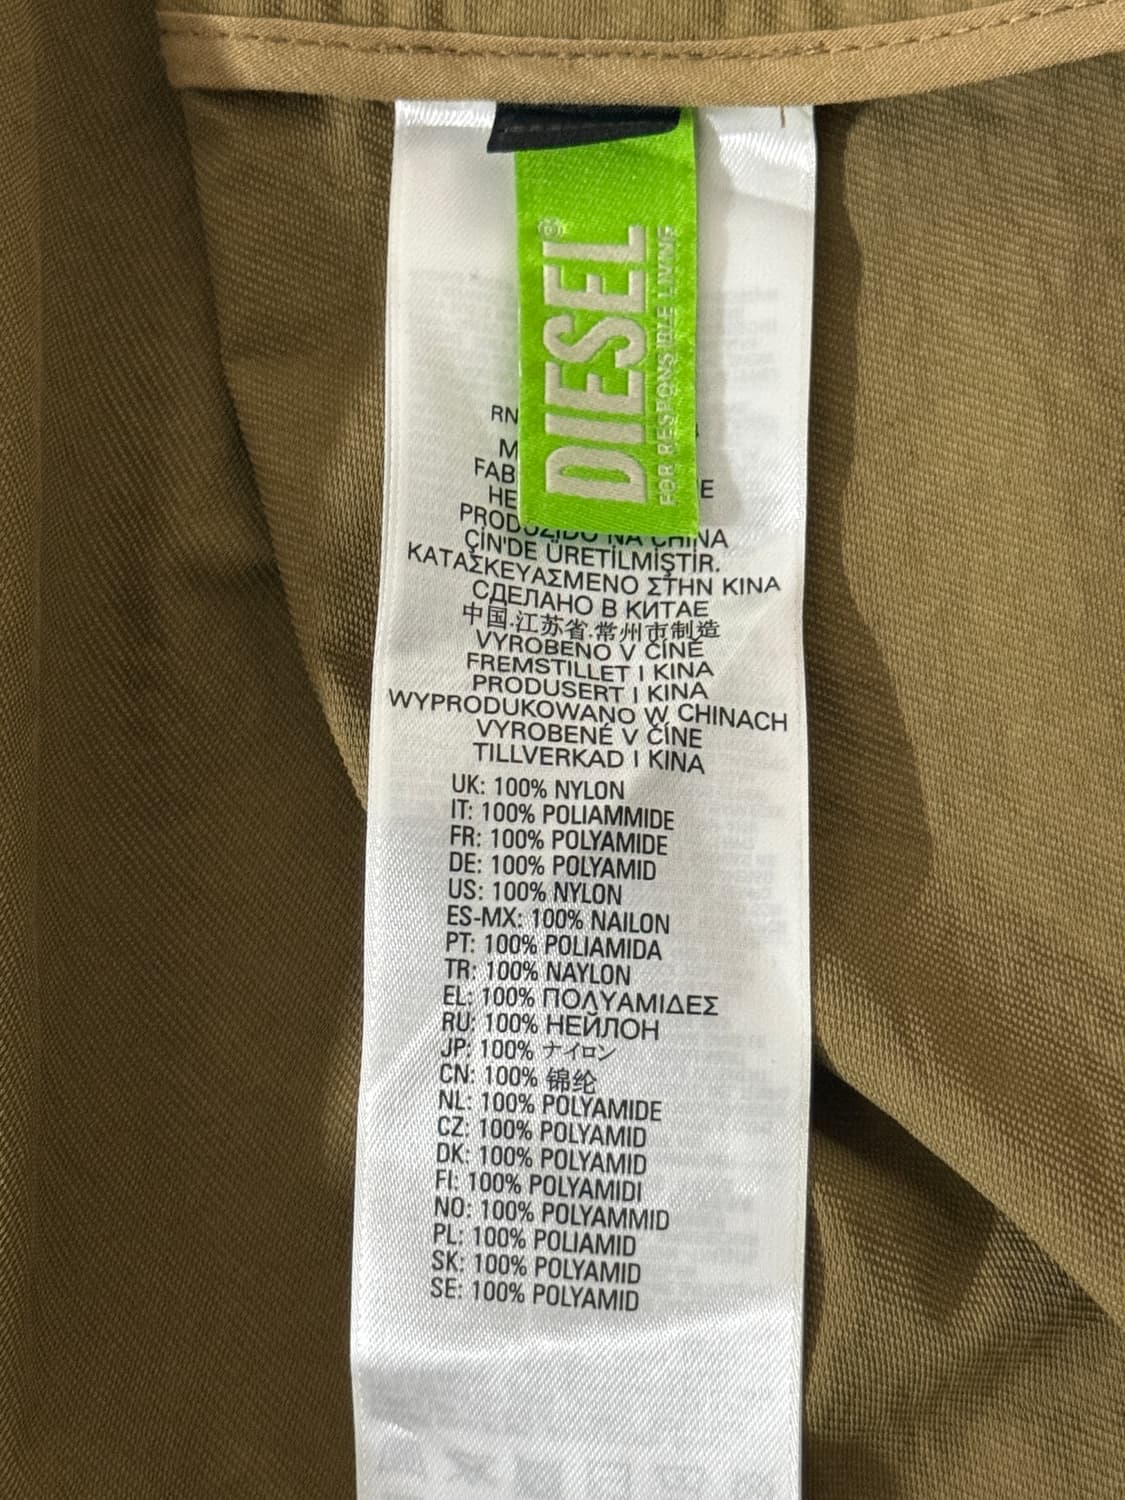 DIESEL®
FOR RESPONSIBLE LIVING
RN
PRODUZIDO NA CHINA
ÇİN'DE ÜRETİLMİŞTİR.
ΚΑΤΑΣΚΕΥΑΣΜΕΝΟ ΣΤΗΝ ΚΙΝΑ
СДЕЛАНО В КИТАЕ
中国.江苏省.常州市制造
VYROBENO V ČÍNĚ
FREMSTILLET I KINA
PRODUSERT I KINA
WYPRODUKOWANO W CHINACH
VYROBENÉ V ČÍNE
TILLVERKAD I KINA
UK: 100% NYLON
IT: 100% POLIAMMIDE
FR: 100% POLYAMIDE
DE: 100% POLYAMID
US: 100% NYLON
ES-MX: 100% NAILON
PT: 100% POLIAMIDA
TR: 100% NAYLON
EL: 100% ΠΟΛΥΑΜΙΔΕΣ
RU: 100% НЕЙЛОН
JP: 100% ナイロン
CN: 100% 锦纶
NL: 100% POLYAMIDE
CZ: 100% POLYAMID
DK: 100% POLYAMID
FI: 100% POLYAMIDI
NO: 100% POLYAMMID
PL: 100% POLIAMID
SK: 100% POLYAMID
SE: 100% POLYAMID